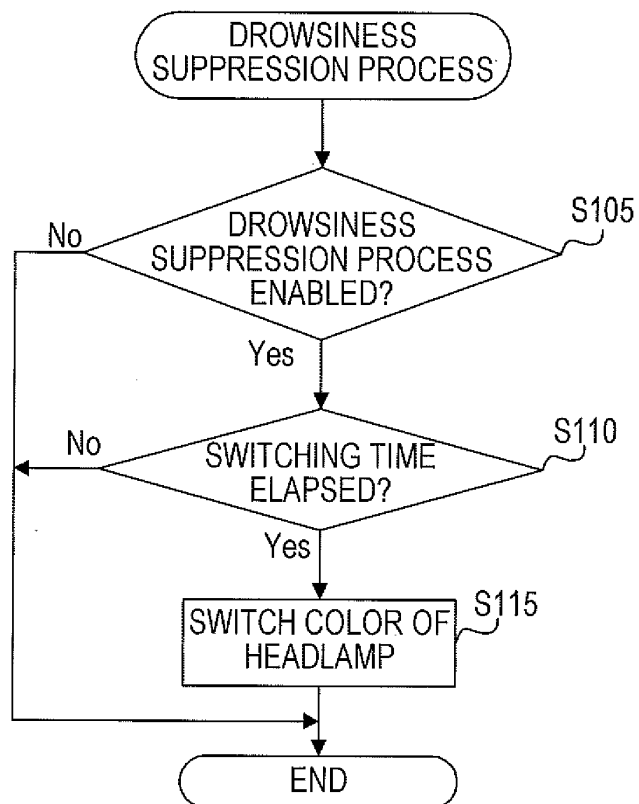 DROWSINESS
SUPPRESSION PROCESS
S105
No
DROWSINESS
SUPPRESSION PROCESS
ENABLED?
Yes
S110
No
SWITCHING TIME
ELAPSED?
Yes
S115
SWITCH COLOR OF
HEADLAMP
END